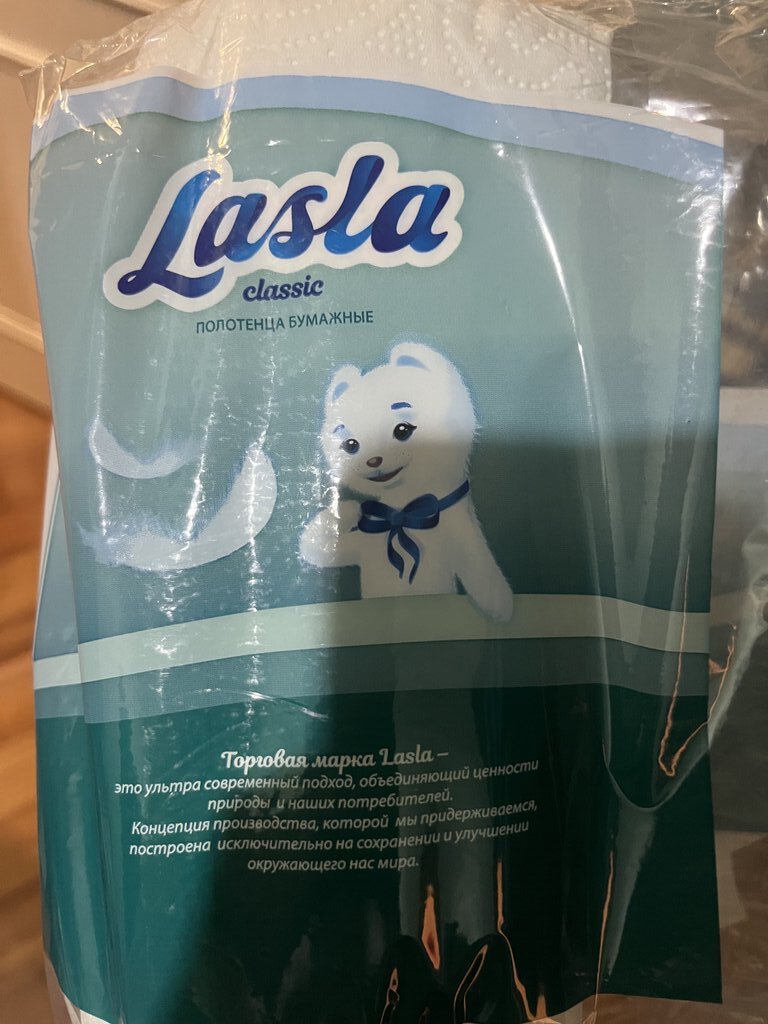 Lasla
classic
ПОЛОТЕНЦА БУМАЖНЫЕ
Торговая марка Lasla –
это ультра современный подход, объединяющий ценности
природы и наших потребителей.
Концепция производства, которой мы придерживаемся,
построена исключительно на сохранении и улучшении
окружающего нас мира.